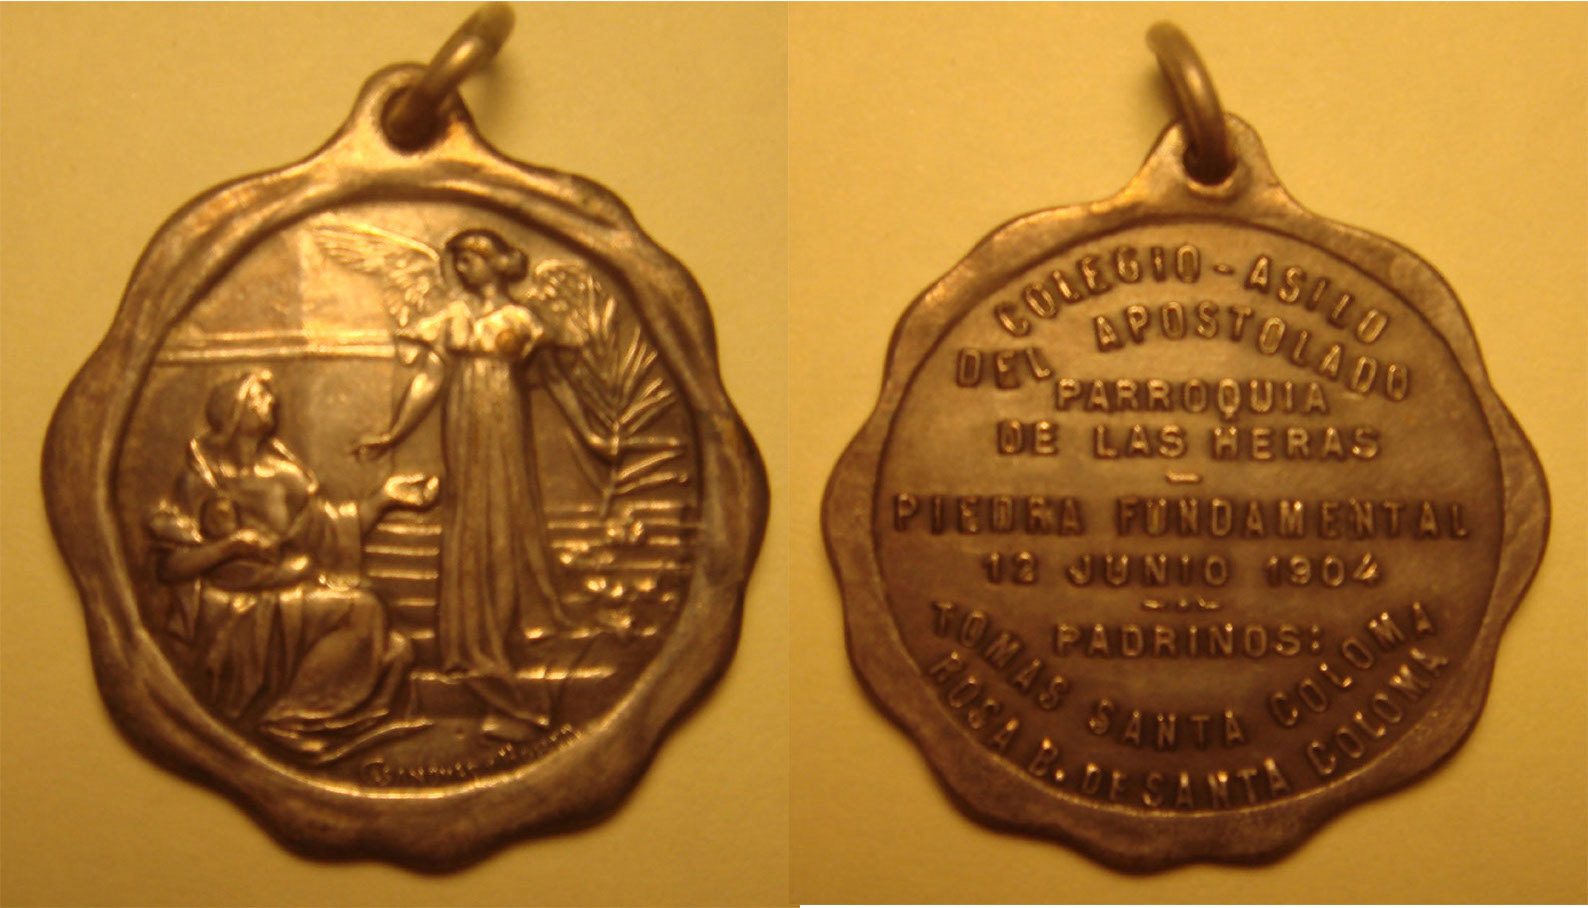 COLEGIO - ASILO
DEL APOSTOLADO
PARROQUIA
DE LAS HERAS
PIEDRA FUNDAMENTAL
12 JUNIO 1904
PADRINOS:
TOMAS SANTA COLOMA
ROSA B. DE SANTA COLOMA